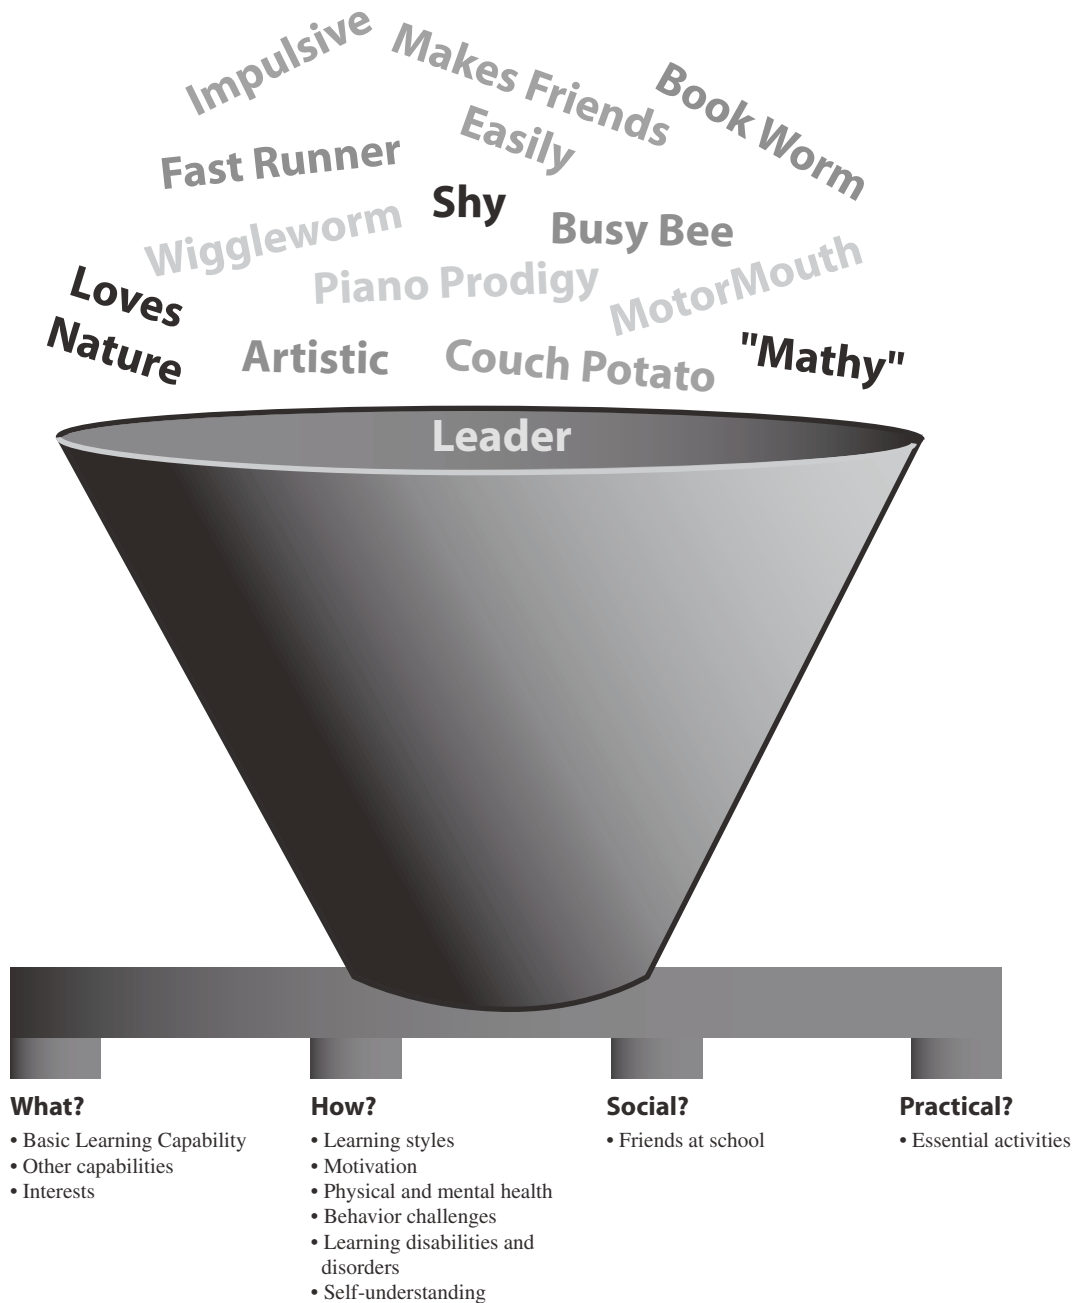 Impulsive
Makes Friends
Easily
Book Worm
Fast Runner
Shy
Busy Bee
Wiggleworm
Piano Prodigy
MotorMouth
Loves
Nature
Artistic
Couch Potato
"Mathy"
Leader
What?
• Basic Learning Capability
• Other capabilities
• Interests
How?
• Learning styles
• Motivation
• Physical and mental health
• Behavior challenges
• Learning disabilities and
disorders
• Self-understanding
Social?
• Friends at school
Practical?
• Essential activities